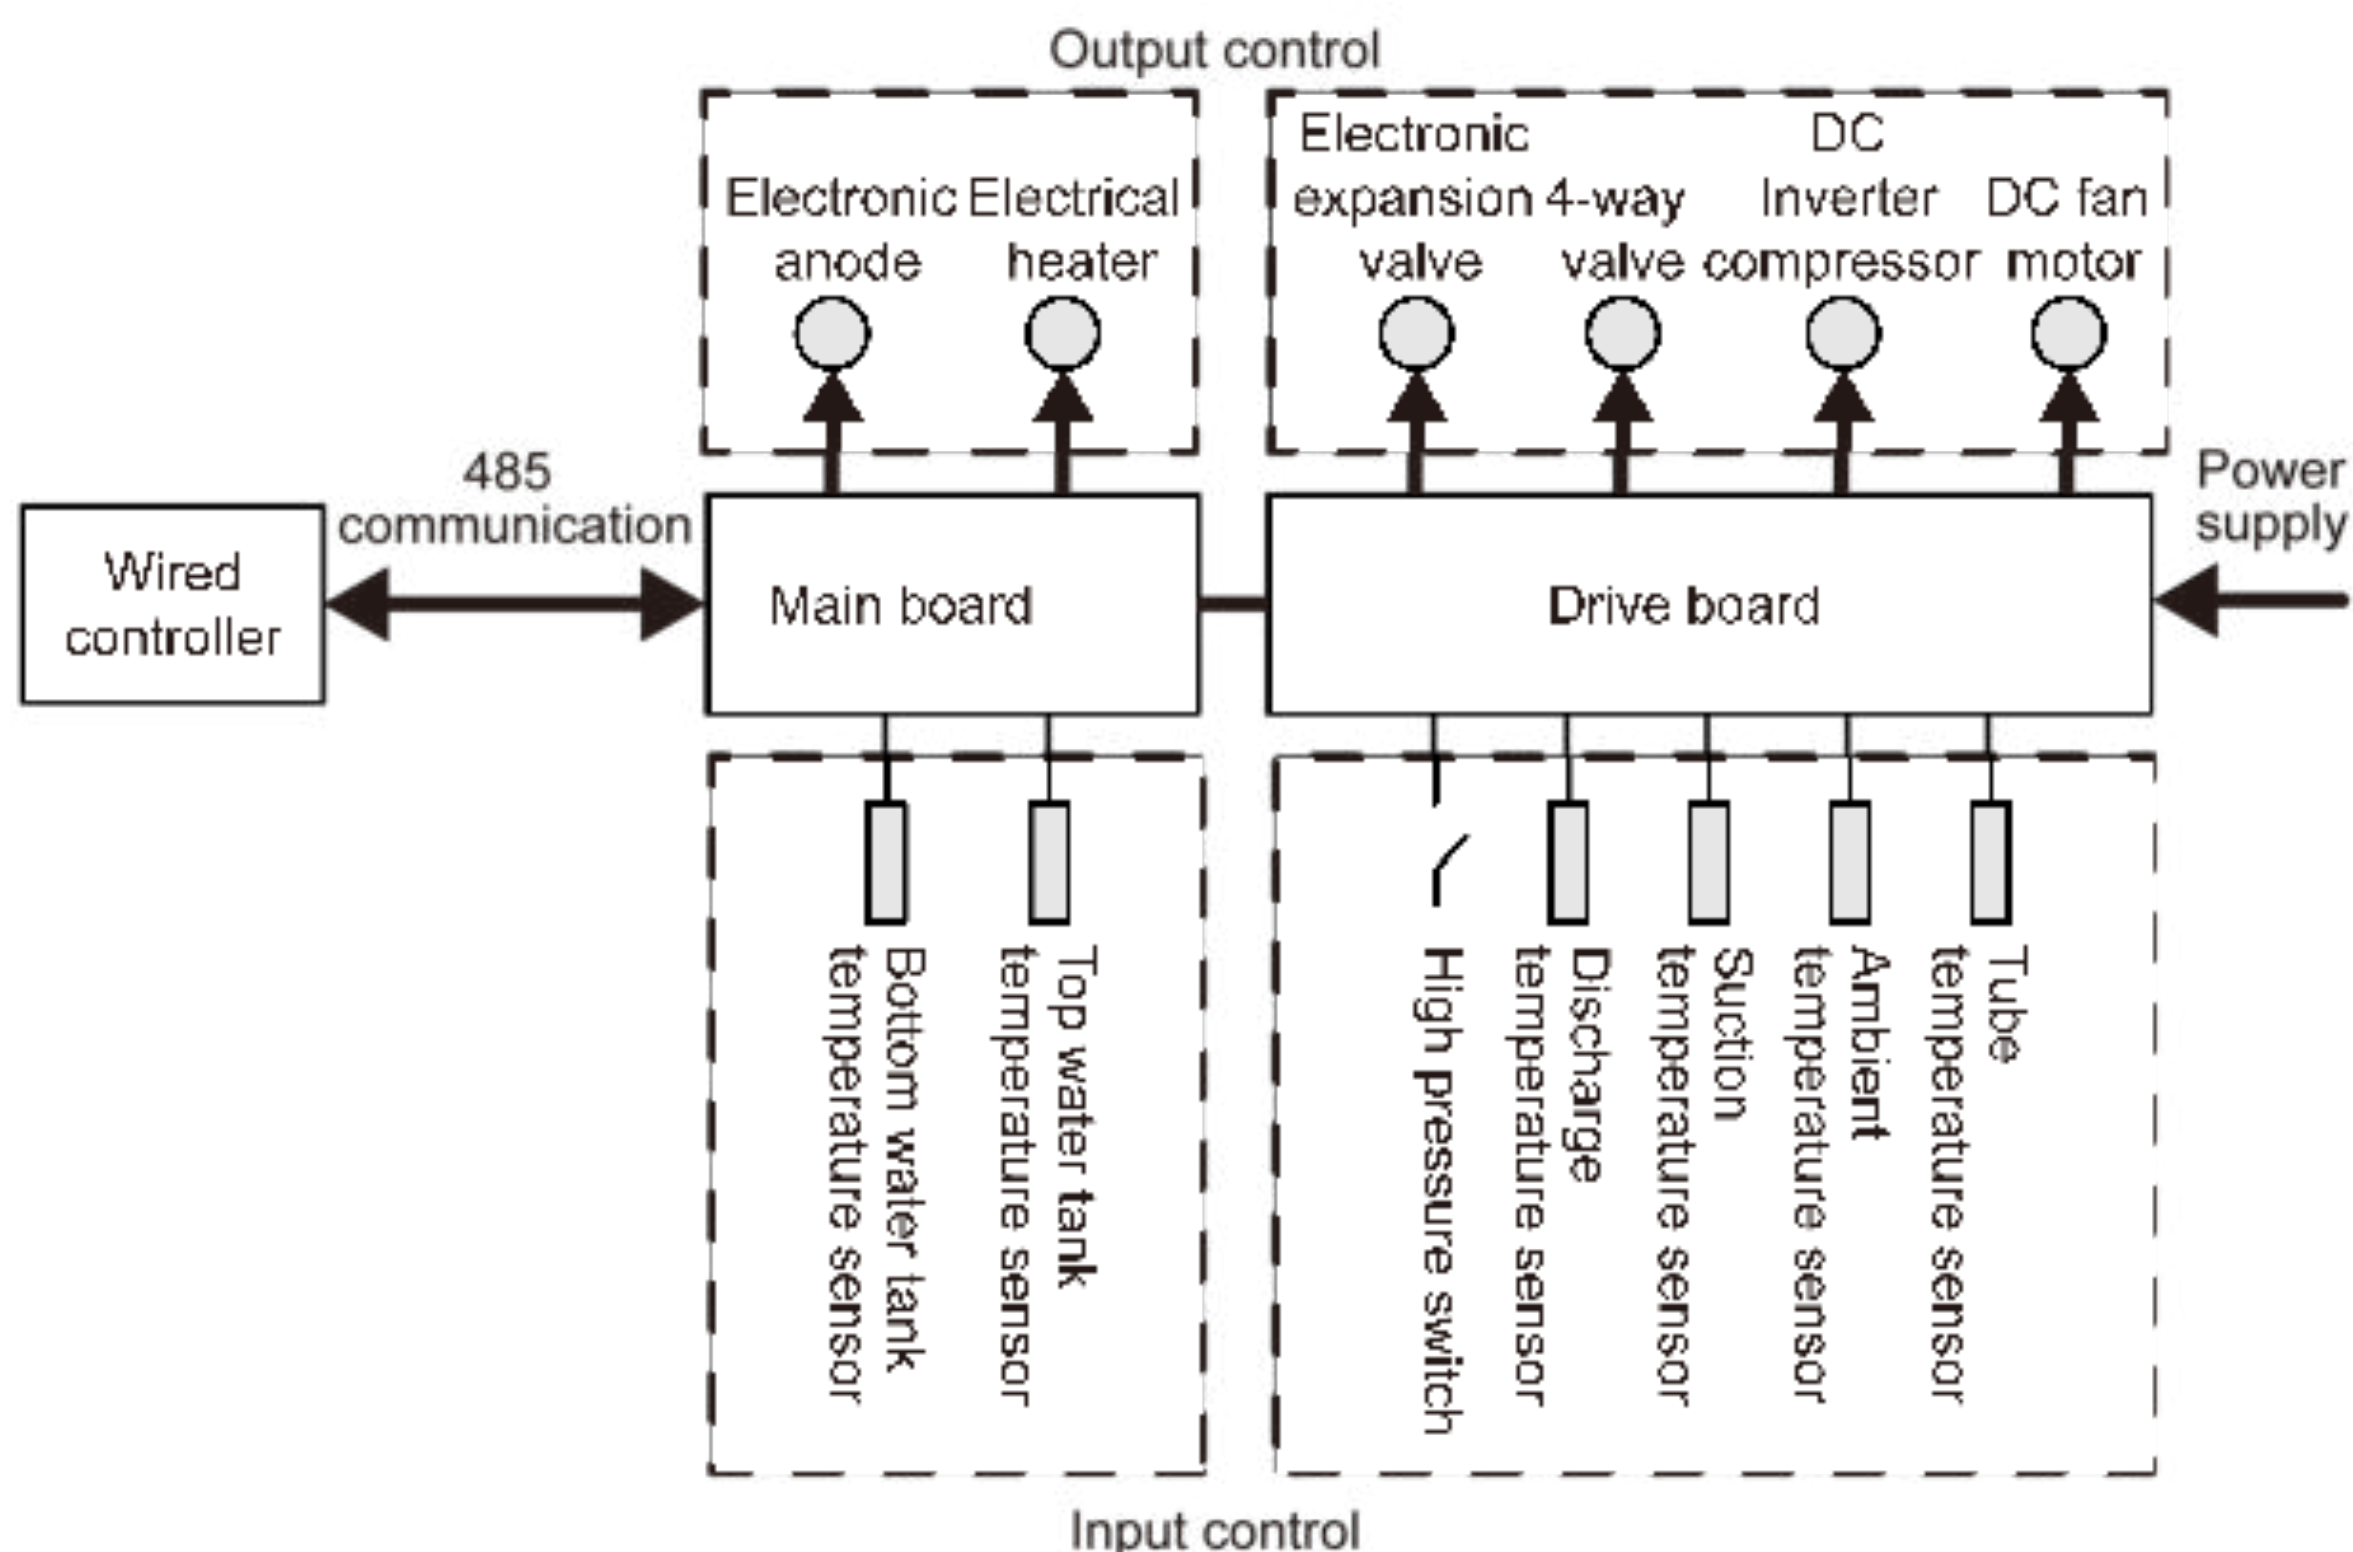 Output control
Electronic
anode
Electrical
heater
Electronic
expansion
valve
4-way
valve
DC
Inverter
compressor
DC fan
motor
485
communication
Power
supply
Wired
controller
Main board
Drive board
Bottom water tank
temperature sensor
Top water tank
temperature sensor
High pressure switch
Discharge
temperature sensor
Suction
temperature sensor
Ambient
temperature sensor
Tube
temperature sensor
Input control